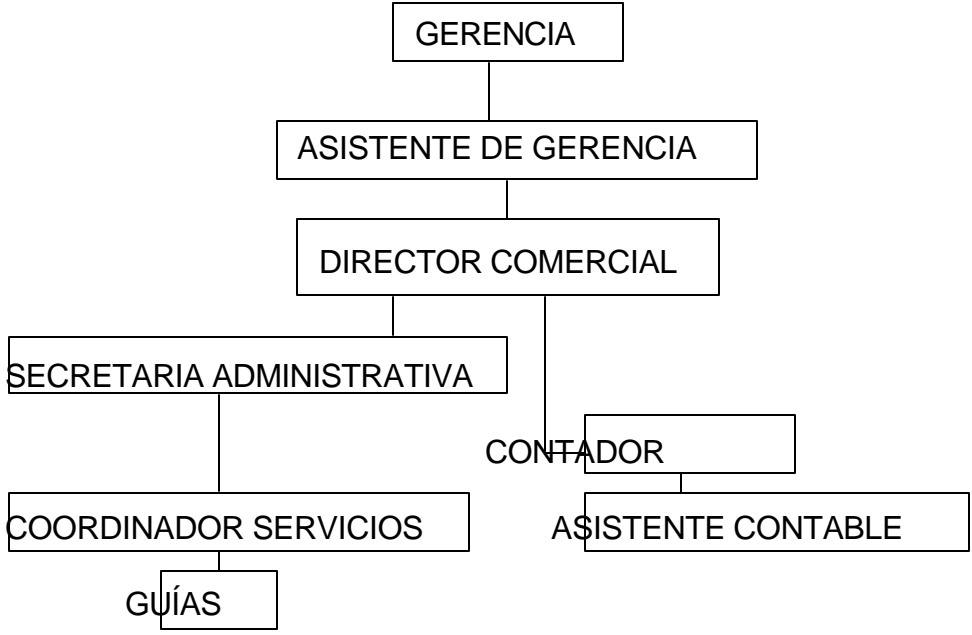 GERENCIA
ASISTENTE DE GERENCIA
DIRECTOR COMERCIAL
SECRETARIA ADMINISTRATIVA
CONTADOR
COORDINADOR SERVICIOS
ASISTENTE CONTABLE
GUÍAS